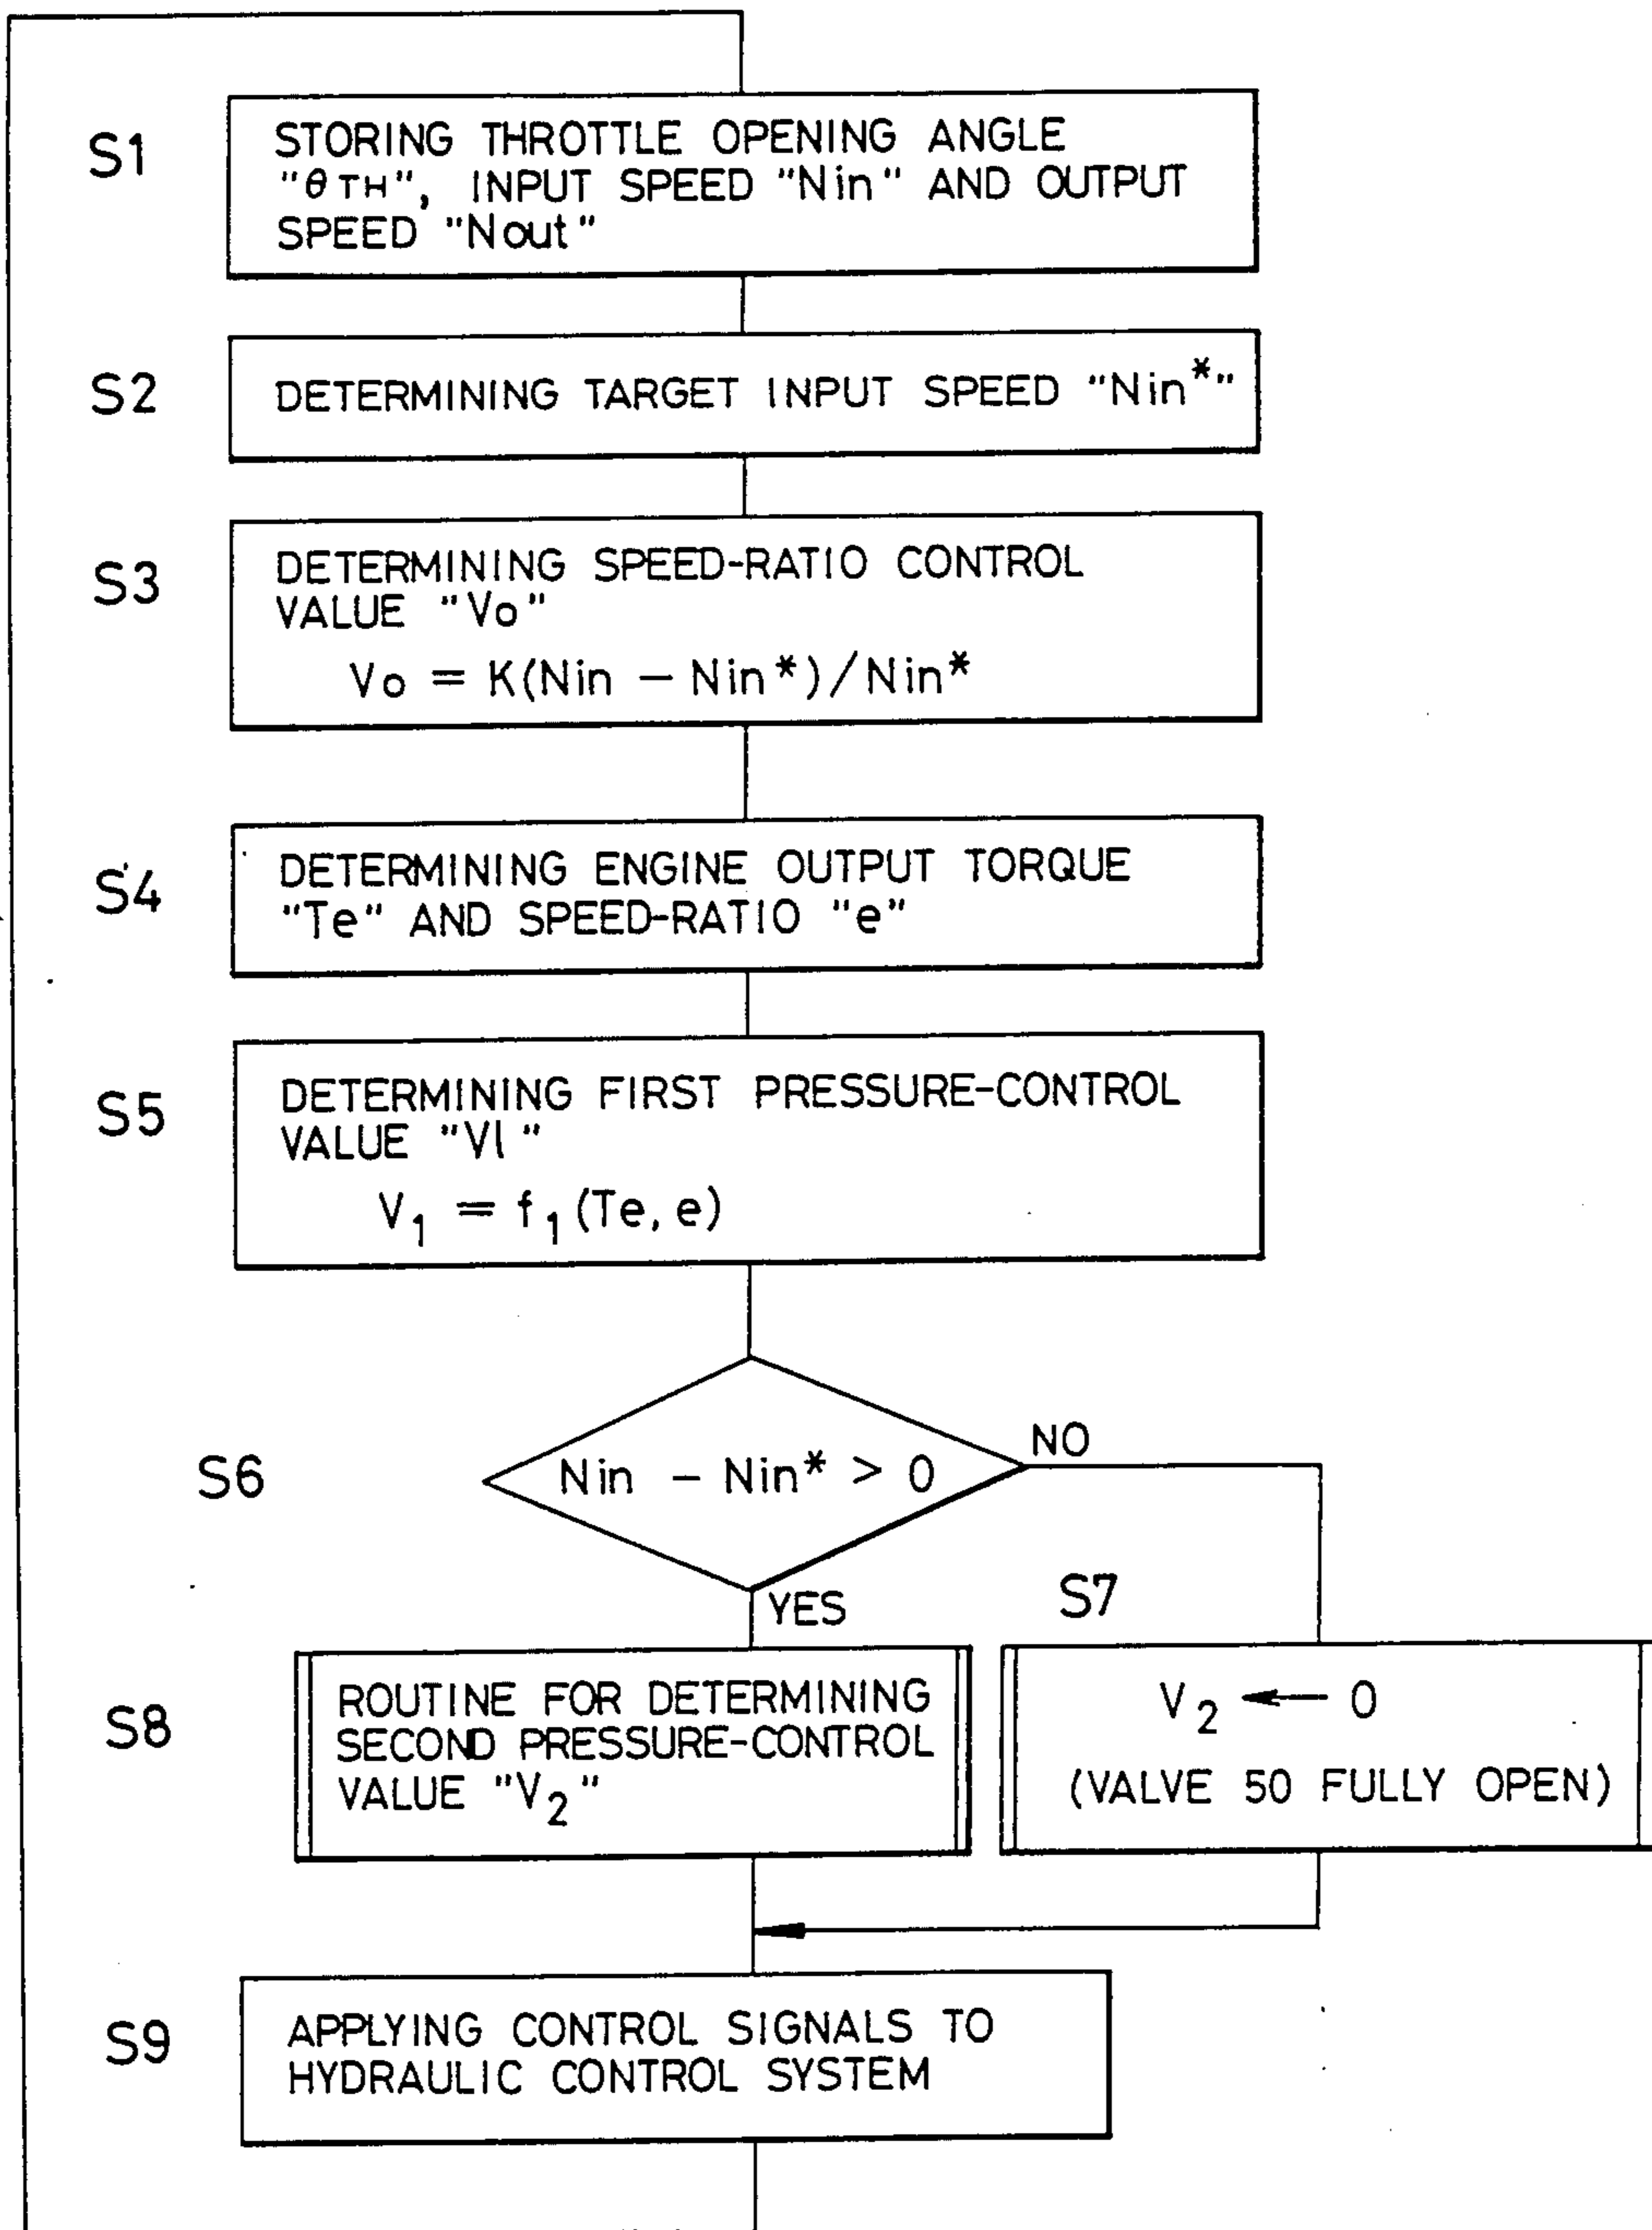 S1
STORING THROTTLE OPENING ANGLE
"θTH", INPUT SPEED "Nin" AND OUTPUT
SPEED "Nout"
S2
DETERMINING TARGET INPUT SPEED "Nin*"
S3
DETERMINING SPEED-RATIO CONTROL
VALUE "Vo"
Vo = K(Nin - Nin*)/Nin*
S4
DETERMINING ENGINE OUTPUT TORQUE
"Te" AND SPEED-RATIO "e"
S5
DETERMINING FIRST PRESSURE-CONTROL
VALUE "V1"
V1 = f1(Te, e)
S6
Nin - Nin* > 0
NO
YES
S7
V2 ← 0
(VALVE 50 FULLY OPEN)
S8
ROUTINE FOR DETERMINING
SECOND PRESSURE-CONTROL
VALUE "V2"
S9
APPLYING CONTROL SIGNALS TO
HYDRAULIC CONTROL SYSTEM